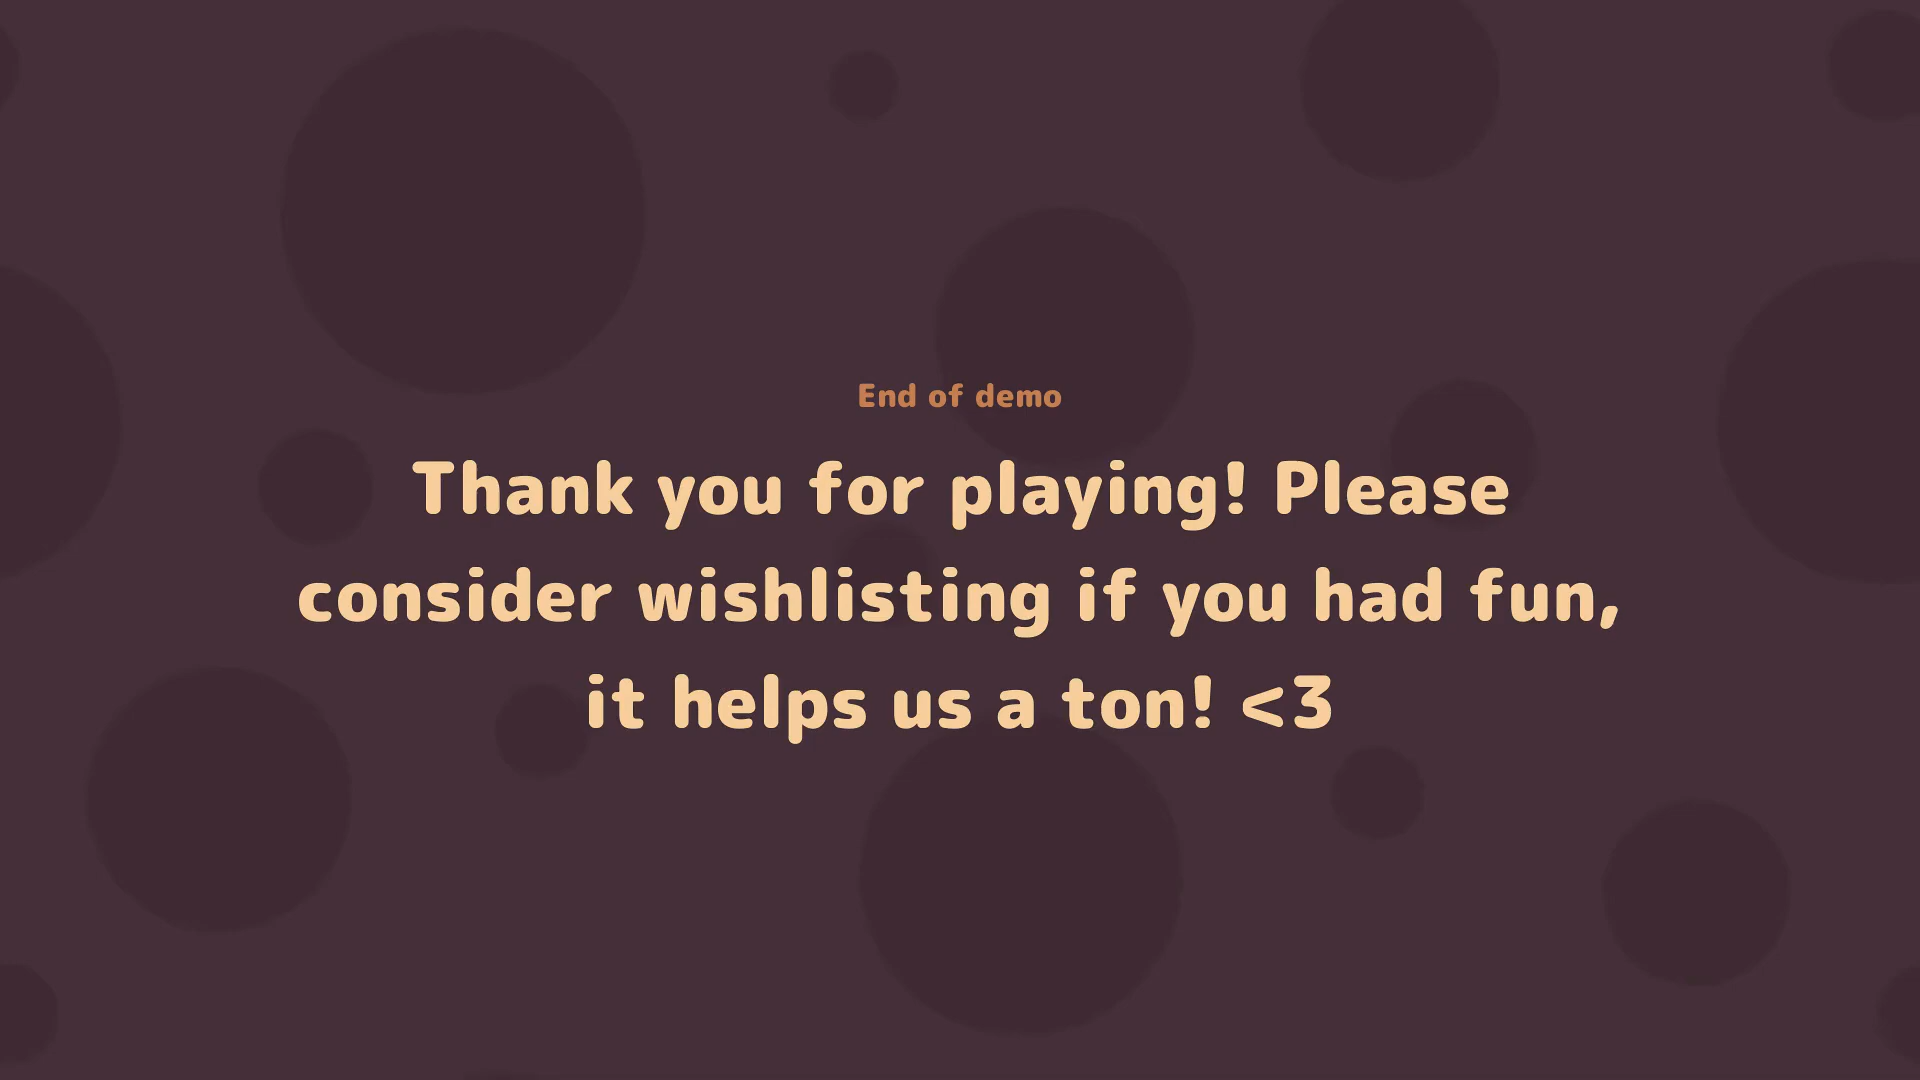 End of demo
Thank you for playing! Please
consider wishlisting if you had fun,
it helps us a ton! <3